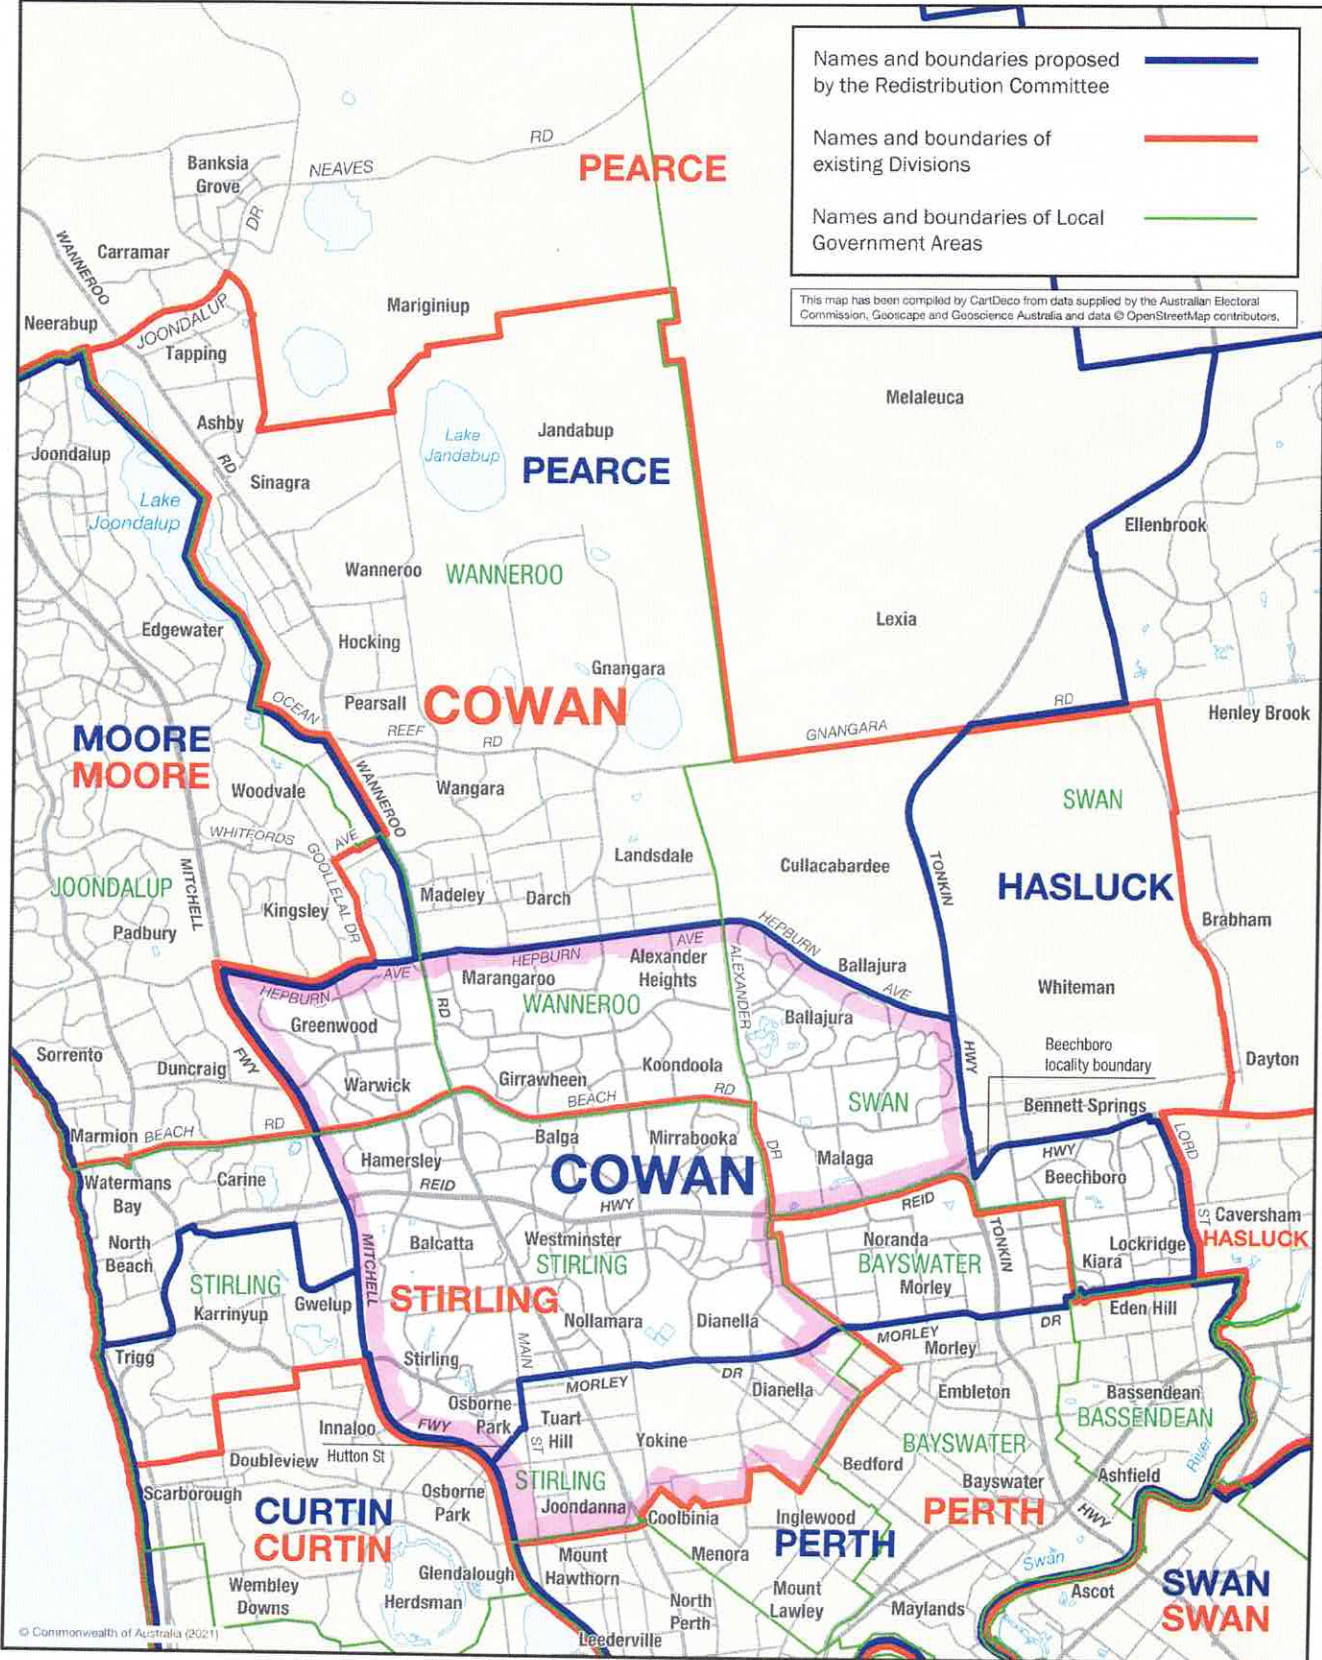 Names and boundaries proposed
by the Redistribution Committee
Names and boundaries of
existing Divisions
Names and boundaries of Local
Government Areas
This map has been compiled by CartDeco from data supplied by the Australian Electoral
Commission, Geoscape and Geoscience Australia and data © OpenStreetMap contributors.
RD
PEARCE
Banksia
Grove
NEAVES
DR
WANNEROO
Carramar
Mariginiup
Neerabup
JOONDALUP
Tapping
Melaleuca
Ashby
Lake
Jandabup
Jandabup
Joondalup
RD
PEARCE
Sinagra
Lake
Joondalup
Ellenbrook
Wanneroo
WANNEROO
Lexia
Edgewater
Hocking
Gnangara
OCEAN
Pearsall
COWAN
RD
Henley Brook
REEF
RD
GNANGARA
MOORE
MOORE
WANNEROO
Woodvale
Wangara
SWAN
WHITFORDS
AVE
GOOLLELAL DR
Landsdale
Cullacabardee
TONKIN
MITCHELL
JOONDALUP
Madeley
Darch
HASLUCK
Kingsley
Brabham
Padbury
HEPBURN
AVE
HEPBURN
AVE
Marangaroo
Alexander
Heights
ALEXANDER
Ballajura
AVE
HEPBURN
WANNEROO
RD
Whiteman
Greenwood
Ballajura
Sorrento
FWY
HWY
Beechboro
locality boundary
Duncraig
Koondoola
Dayton
Warwick
Girrawheen
RD
BEACH
SWAN
Bennett Springs
Marmion
BEACH
RD
Balga
Mirrabooka
DR
LORD
Hamersley
COWAN
Malaga
HWY
Beechboro
Watermans
Bay
Carine
REID
HWY
REID
ST
Caversham
North
Beach
MITCHELL
Balcatta
Westminster
STIRLING
Noranda
BAYSWATER
Morley
TONKIN
Lockridge
Kiara
HASLUCK
STIRLING
Karrinyup
Gwelup
STIRLING
Nollamara
Dianella
Eden Hill
DR
MORLEY
Morley
Trigg
Stirling
MAIN
MORLEY
DR
Dianella
Embleton
Bassendean
BASSENDEAN
Osborne
Park
Innaloo
FWY
Tuart
Hill
ST
Yokine
BAYSWATER
River
Doubleview
Hutton St
Bedford
Bayswater
Ashfield
STIRLING
Joondanna
Scarborough
Osborne
Park
CURTIN
CURTIN
Coolbinia
Inglewood
PERTH
PERTH
HWY
Mount
Hawthorn
Menora
Swan
Glendalough
Wembley
Downs
Herdsman
North
Perth
Mount
Lawley
Maylands
Ascot
SWAN
SWAN
Leederville
© Commonwealth of Australia (2021)